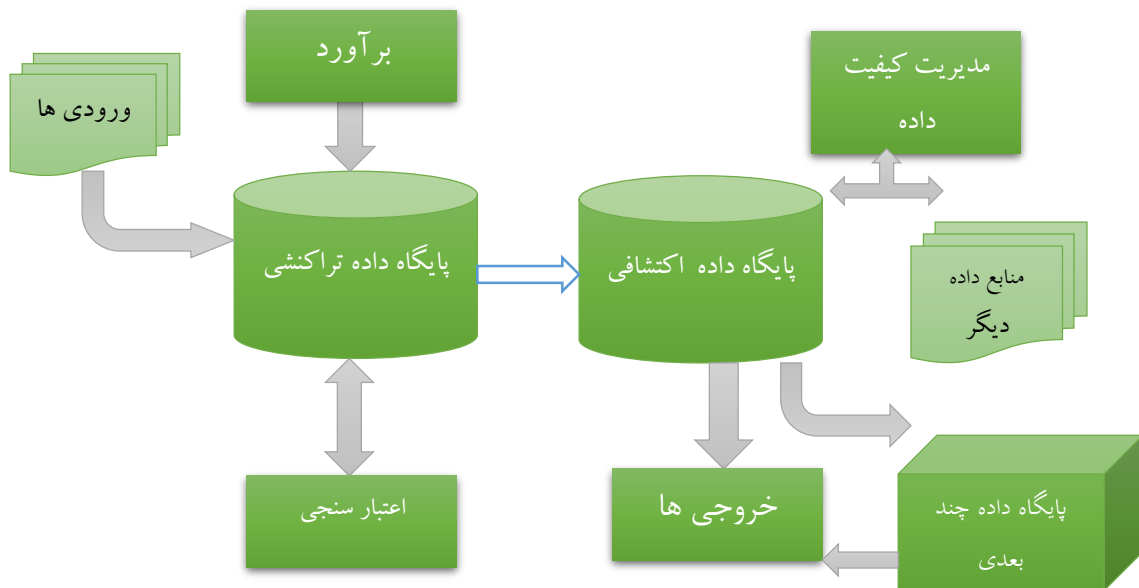 برآورد
مدیریت کیفیت
داده
ورودی ها
پایگاه داده تراکنشی
پایگاه داده اکتشافی
منابع داده
دیگر
اعتبار سنجی
خروجی ها
پایگاه داده چند
بعدی